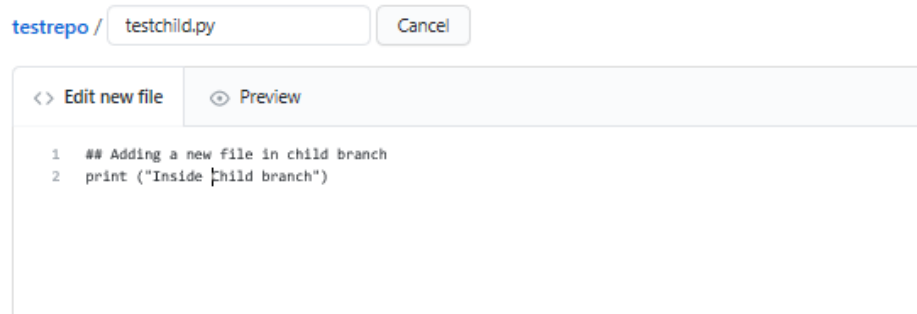 testrepo / testchild.py Cancel
Edit new file Preview
1 ## Adding a new file in child branch
2 print ("Inside Child branch")